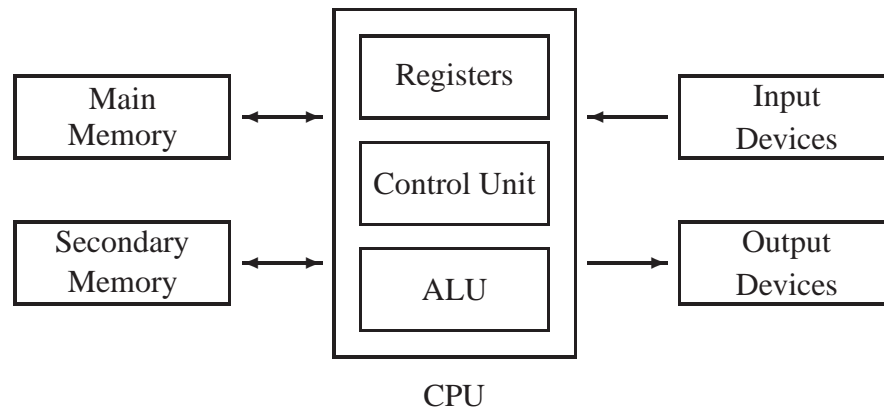 Main
Memory
Secondary
Memory
Registers
Control Unit
ALU
CPU
Input
Devices
Output
Devices